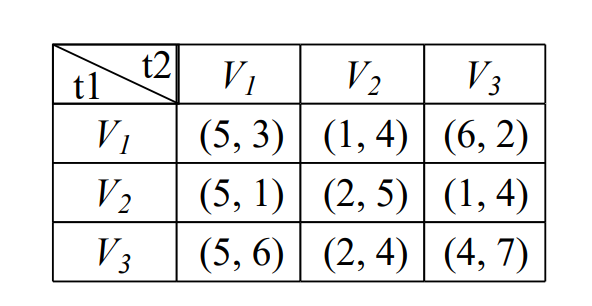 t1 t2 V1 V2 V3
V1 (5, 3) (1, 4) (6, 2)
V2 (5, 1) (2, 5) (1, 4)
V3 (5, 6) (2, 4) (4, 7)